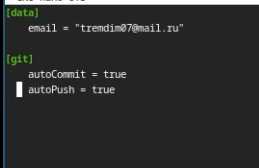 [data]
email = "tremdim07@mail.ru"
[git]
autoCommit = true
autoPush = true